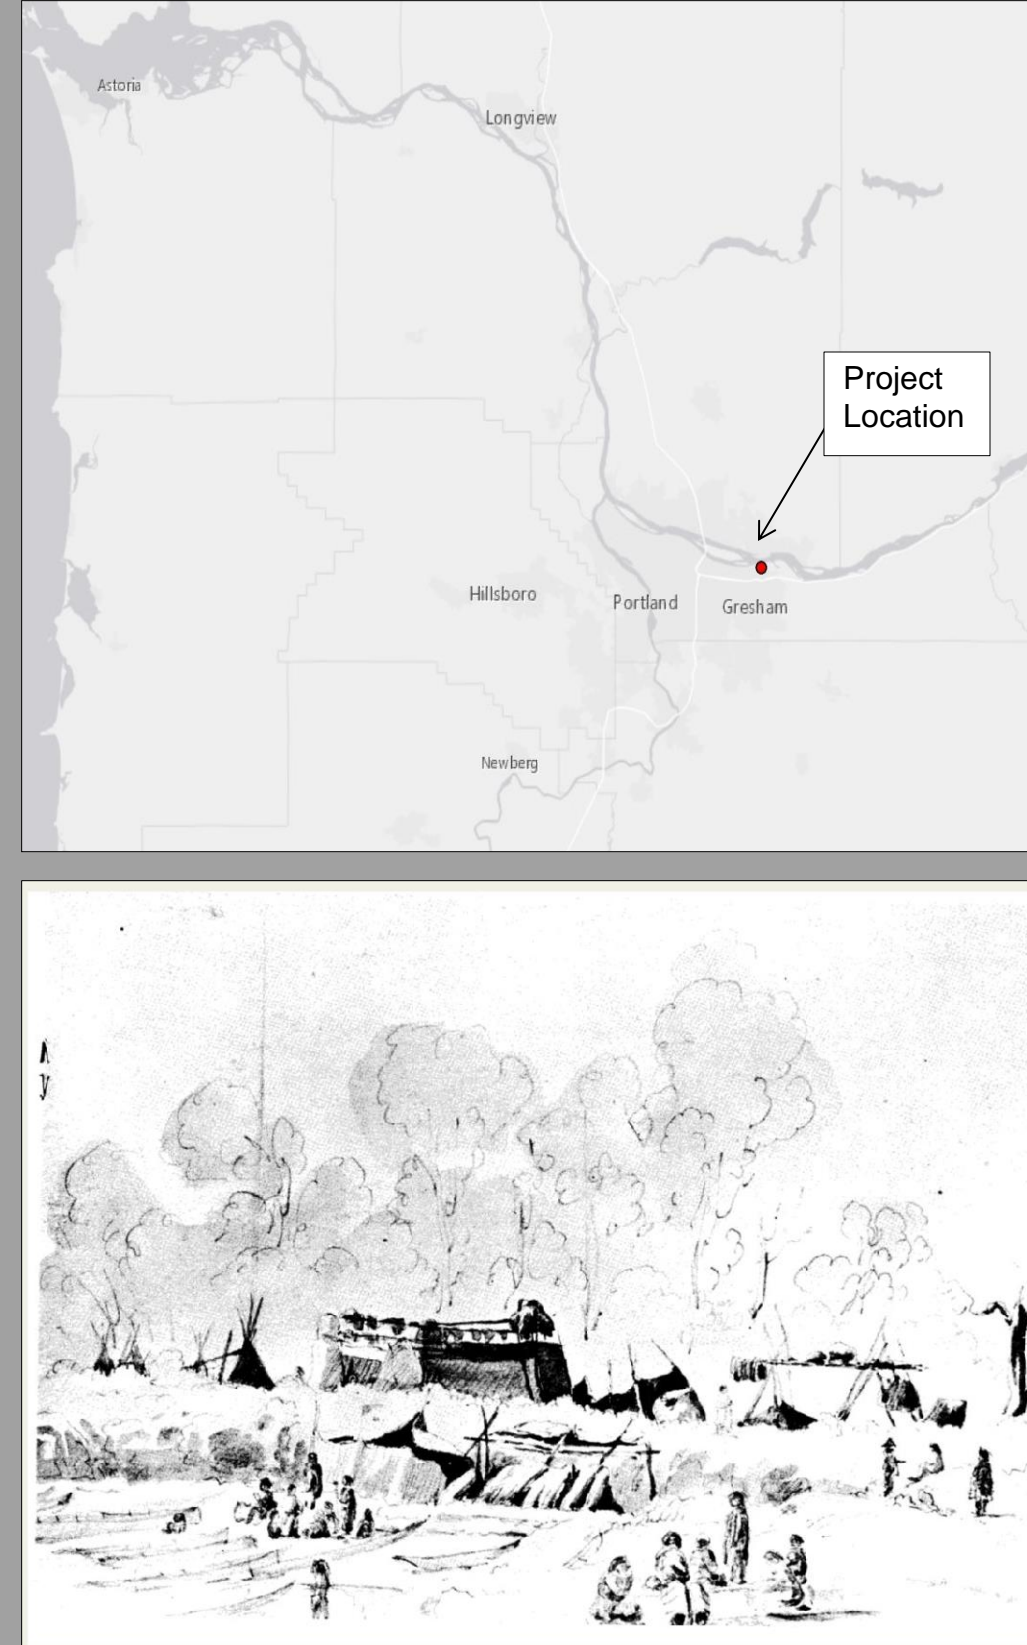 Astoria
Longview
Project
Location
Hillsboro
Portland
Gresham
Newberg